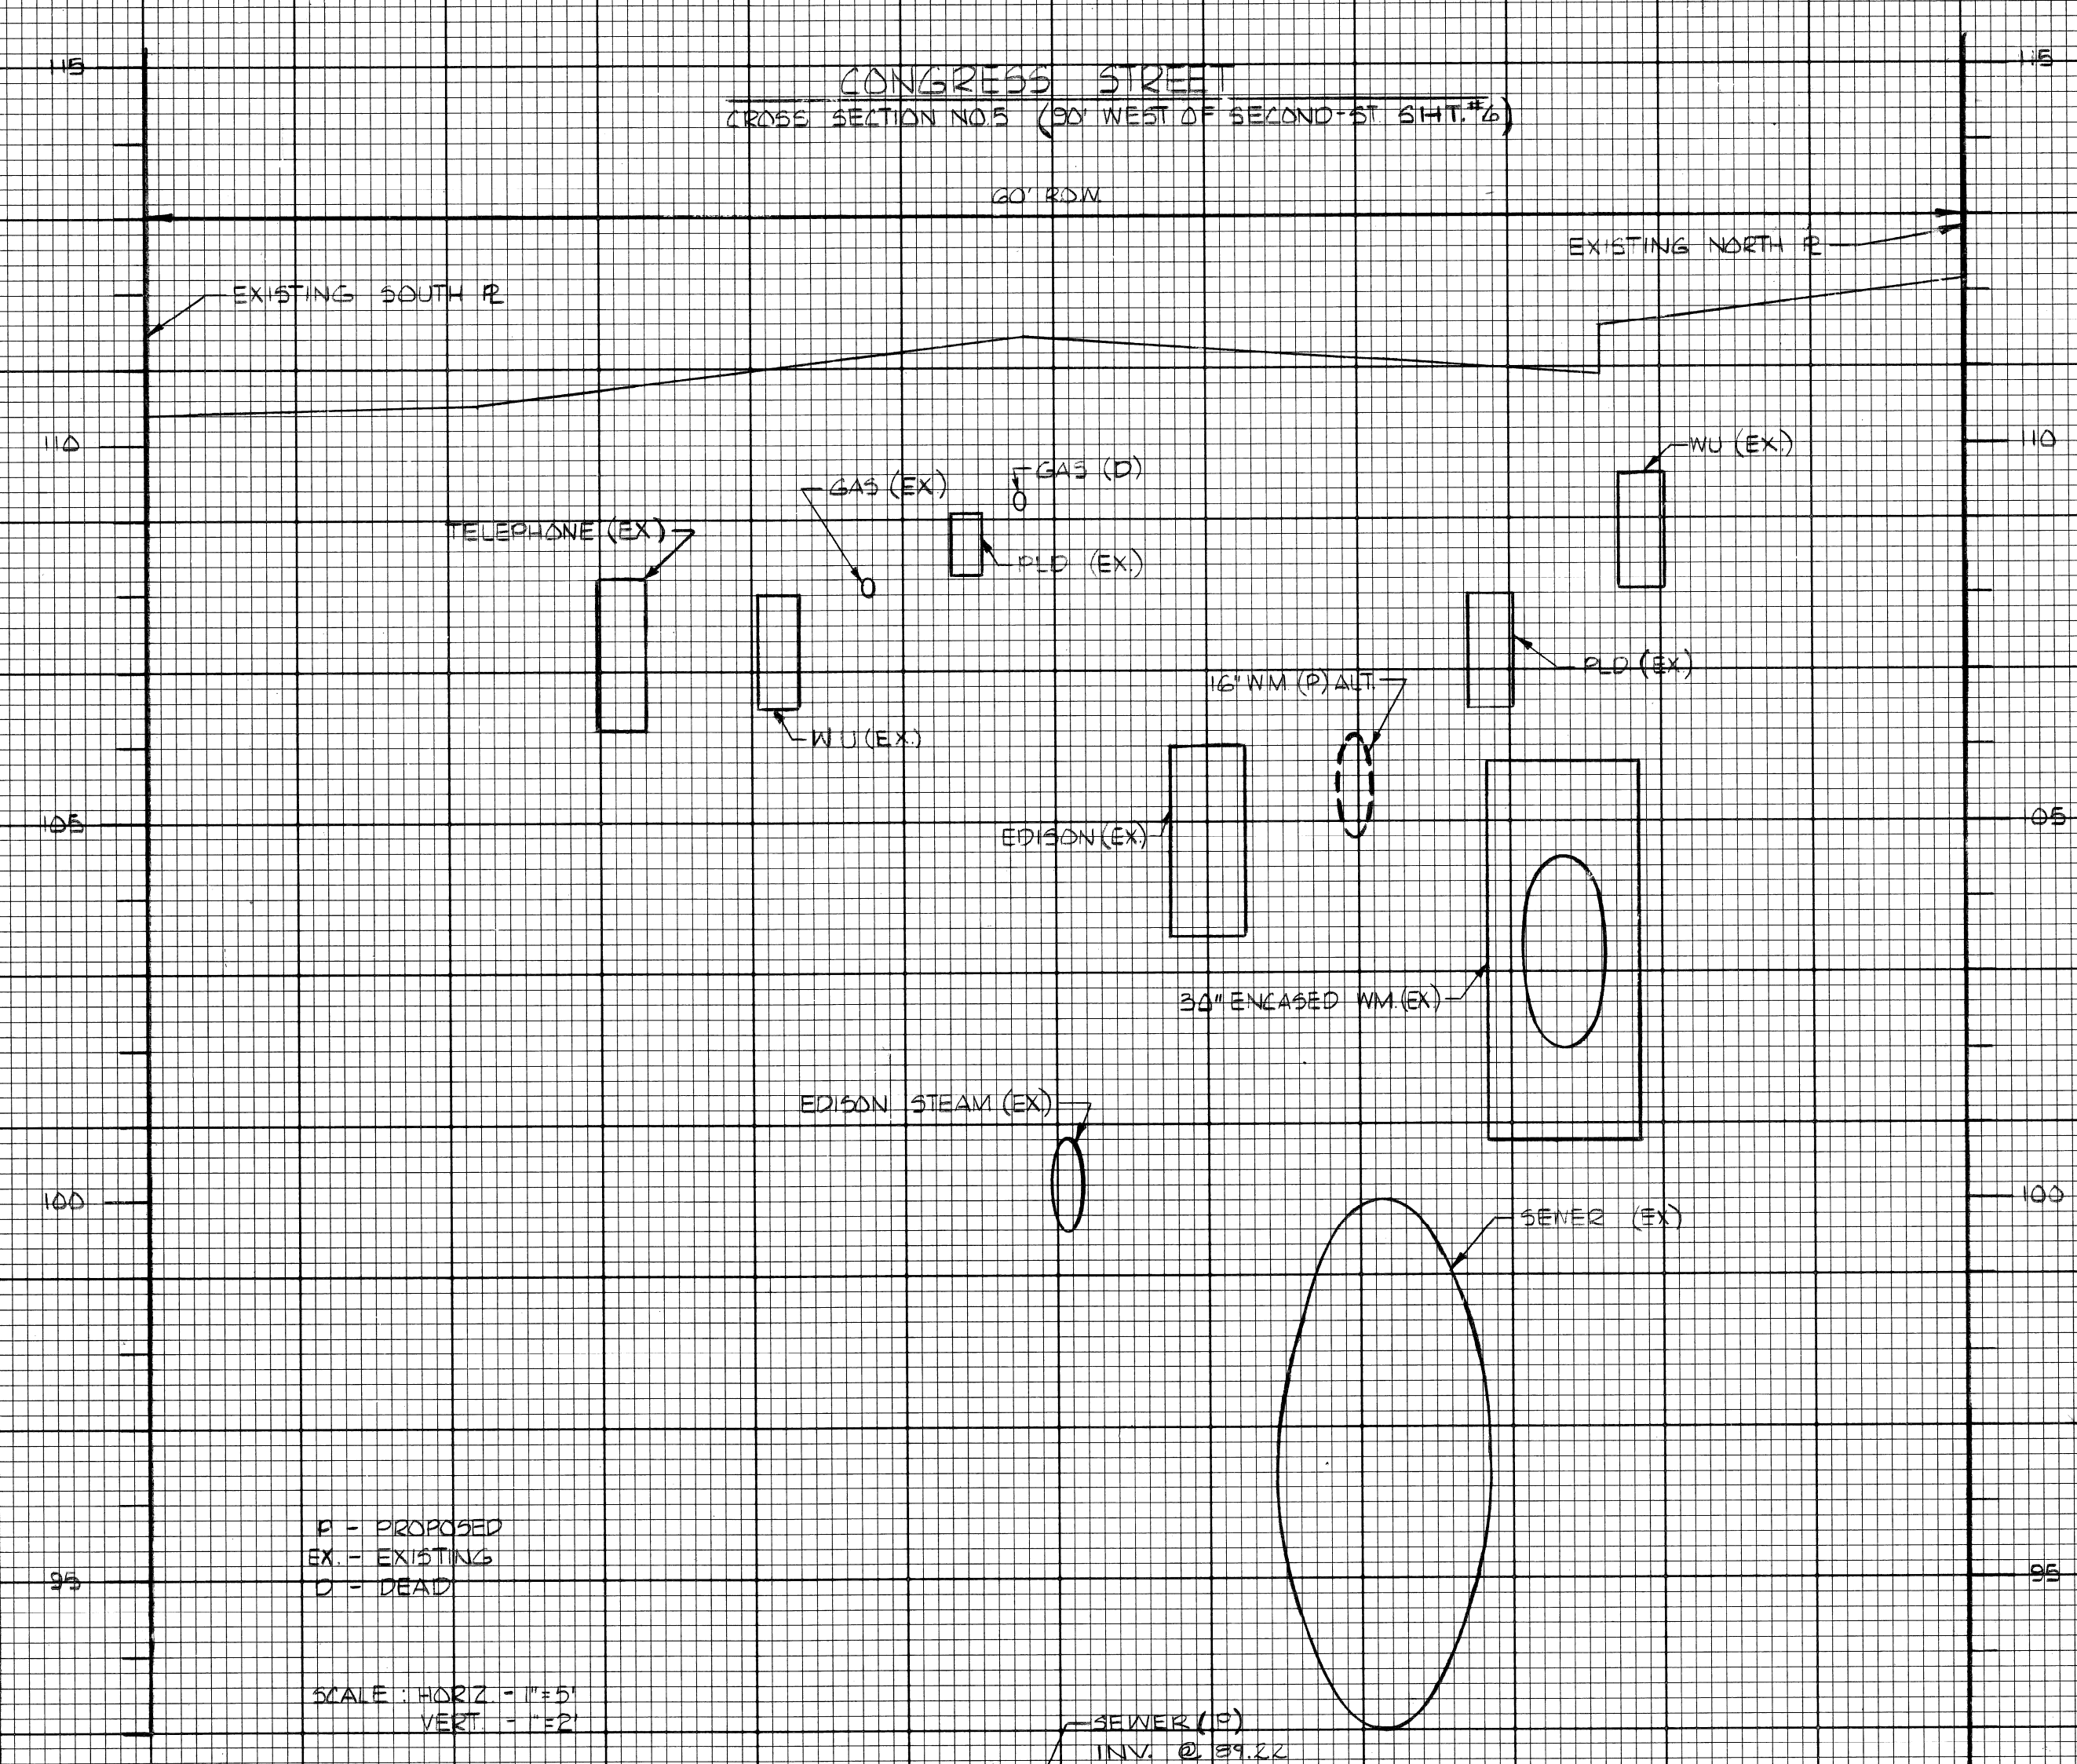 CONGRESS STREET
CROSS SECTION NO.5 (90' WEST OF SECOND-ST. SHT.#6)
115
115
60' R.O.W.
EXISTING NORTH PL
EXISTING SOUTH PL
110
110
WU (EX.)
GAS (D)
GAS (EX)
TELEPHONE (EX)
PLD (EX.)
PLD (EX)
16" WM (P) ALT.
WU (EX.)
105
105
EDISON (EX.)
30" ENCASED WM. (EX)
EDISON STEAM (EX)
100
100
SEWER (EX)
P - PROPOSED
EX. - EXISTING
D - DEAD
95
95
SCALE : HORZ. - 1"=5'
VERT. - 1"=2'
SEWER (P)
INV. @ 89.22